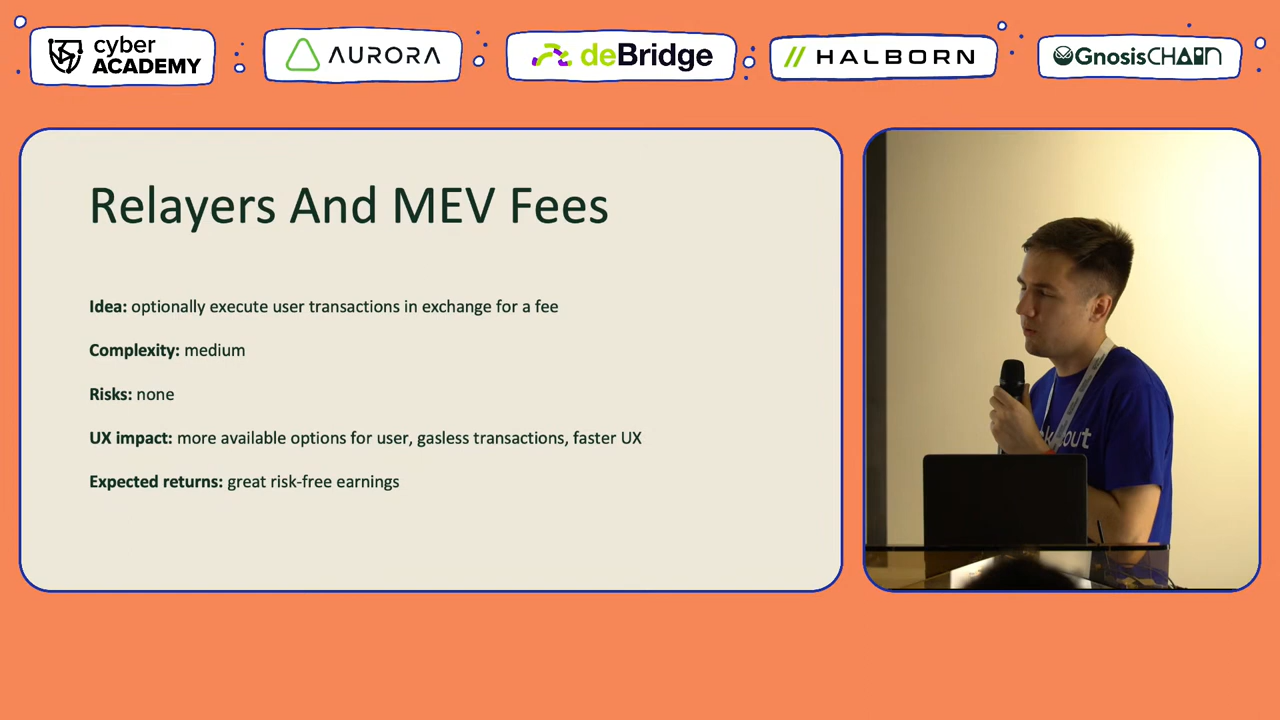 cyber
ACADEMY
AURORA
deBridge
HALBORN
GnosisCHAIN
Relayers And MEV Fees
Idea: optionally execute user transactions in exchange for a fee
Complexity: medium
Risks: none
UX impact: more available options for user, gasless transactions, faster UX
Expected returns: great risk-free earnings